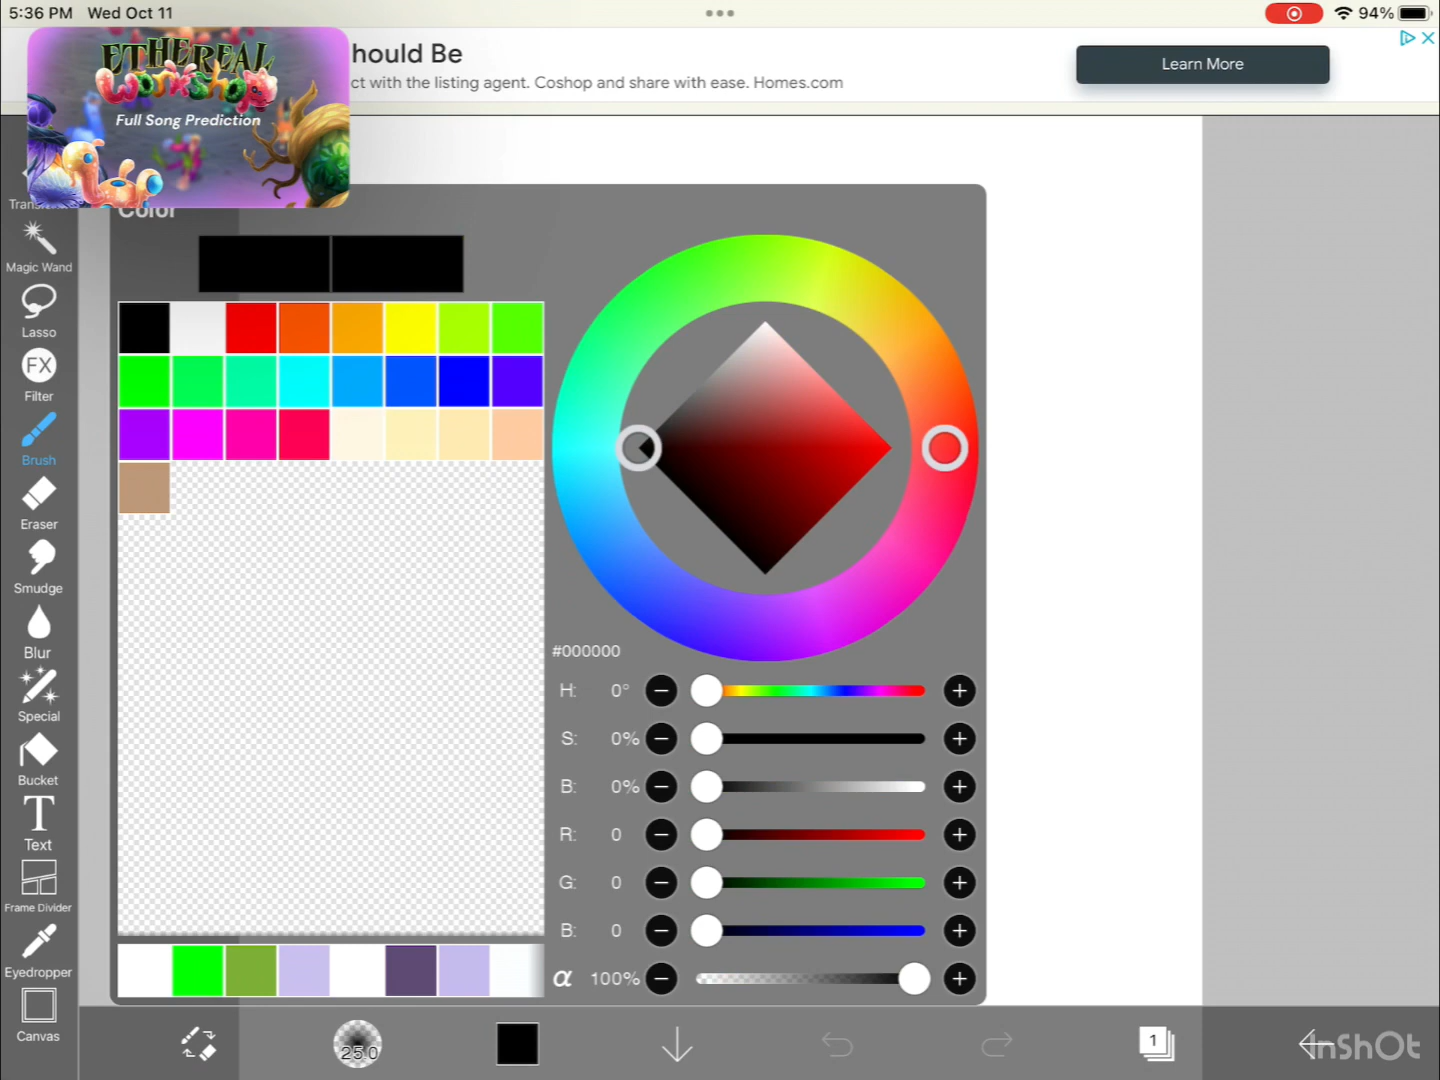 5:36 PM Wed Oct 11
94%
ETHEREAL
Workshop
Full Song Prediction
hould Be
ct with the listing agent. Coshop and share with ease. Homes.com
Learn More
Color
Magic Wand
Lasso
FX
Filter
Brush
Eraser
Smudge
Blur
Special
Bucket
T
Text
Frame Divider
Eyedropper
Canvas
#000000
H: 0°
S: 0%
B: 0%
R: 0
G: 0
B: 0
α 100%
25.0
1
InShOt